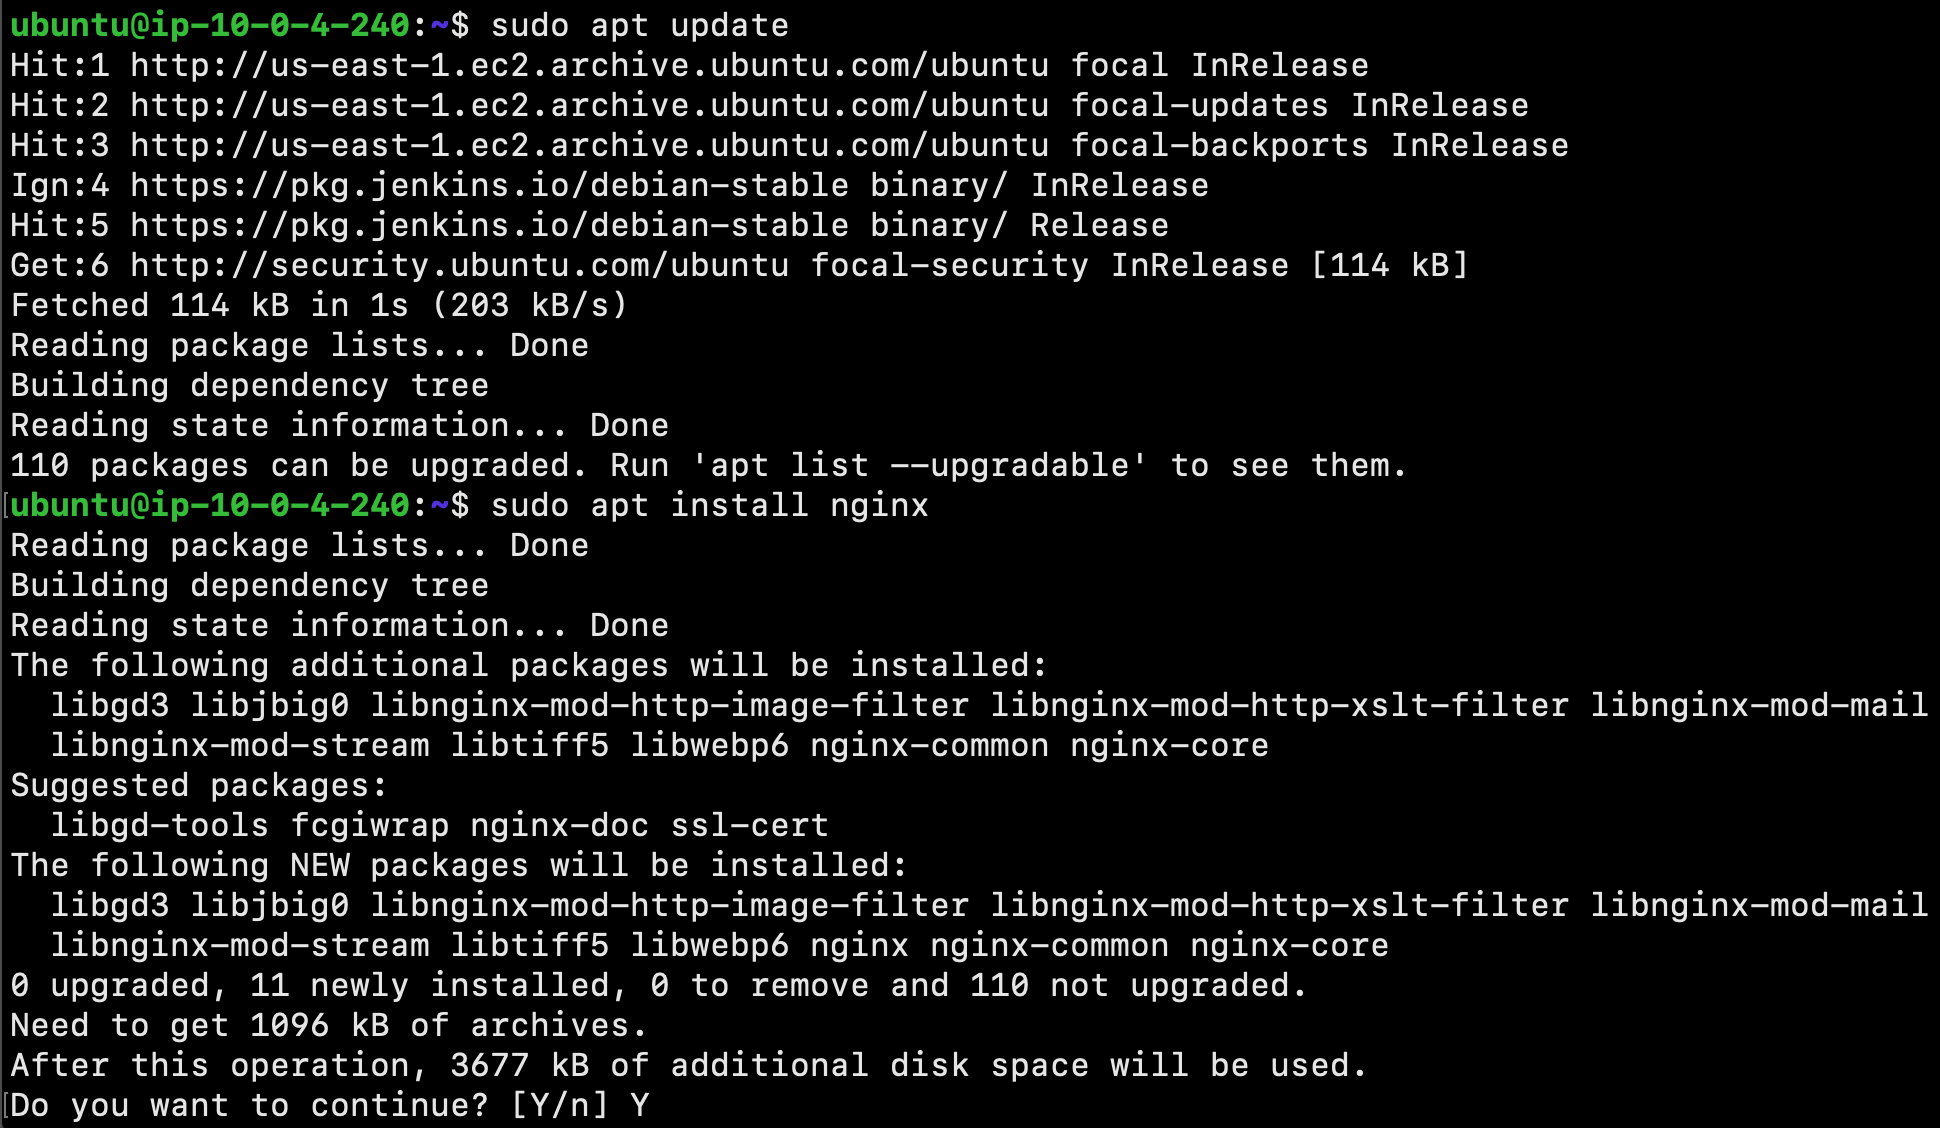 ubuntu@ip-10-0-4-240:~$ sudo apt update
Hit:1 http://us-east-1.ec2.archive.ubuntu.com/ubuntu focal InRelease
Hit:2 http://us-east-1.ec2.archive.ubuntu.com/ubuntu focal-updates InRelease
Hit:3 http://us-east-1.ec2.archive.ubuntu.com/ubuntu focal-backports InRelease
Ign:4 https://pkg.jenkins.io/debian-stable binary/ InRelease
Hit:5 https://pkg.jenkins.io/debian-stable binary/ Release
Get:6 http://security.ubuntu.com/ubuntu focal-security InRelease [114 kB]
Fetched 114 kB in 1s (203 kB/s)
Reading package lists... Done
Building dependency tree
Reading state information... Done
110 packages can be upgraded. Run 'apt list --upgradable' to see them.
ubuntu@ip-10-0-4-240:~$ sudo apt install nginx
Reading package lists... Done
Building dependency tree
Reading state information... Done
The following additional packages will be installed:
  libgd3 libjbig0 libnginx-mod-http-image-filter libnginx-mod-http-xslt-filter libnginx-mod-mail
  libnginx-mod-stream libtiff5 libwebp6 nginx-common nginx-core
Suggested packages:
  libgd-tools fcgiwrap nginx-doc ssl-cert
The following NEW packages will be installed:
  libgd3 libjbig0 libnginx-mod-http-image-filter libnginx-mod-http-xslt-filter libnginx-mod-mail
  libnginx-mod-stream libtiff5 libwebp6 nginx nginx-common nginx-core
0 upgraded, 11 newly installed, 0 to remove and 110 not upgraded.
Need to get 1096 kB of archives.
After this operation, 3677 kB of additional disk space will be used.
Do you want to continue? [Y/n] Y